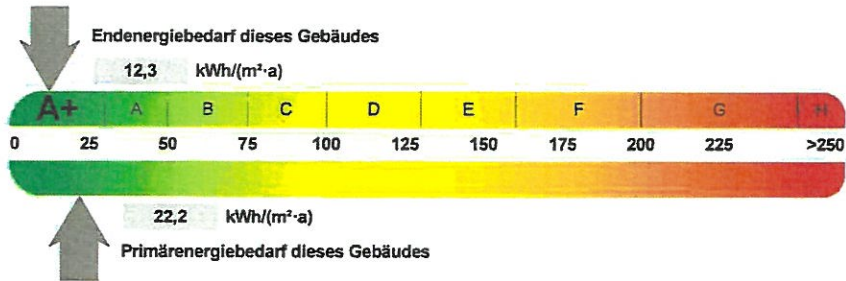 Endenergiebedarf dieses Gebäudes
12,3 kWh/(m²·a)
A+ A B C D E F G H
0 25 50 75 100 125 150 175 200 225 >250
22,2 kWh/(m²·a)
Primärenergiebedarf dieses Gebäudes